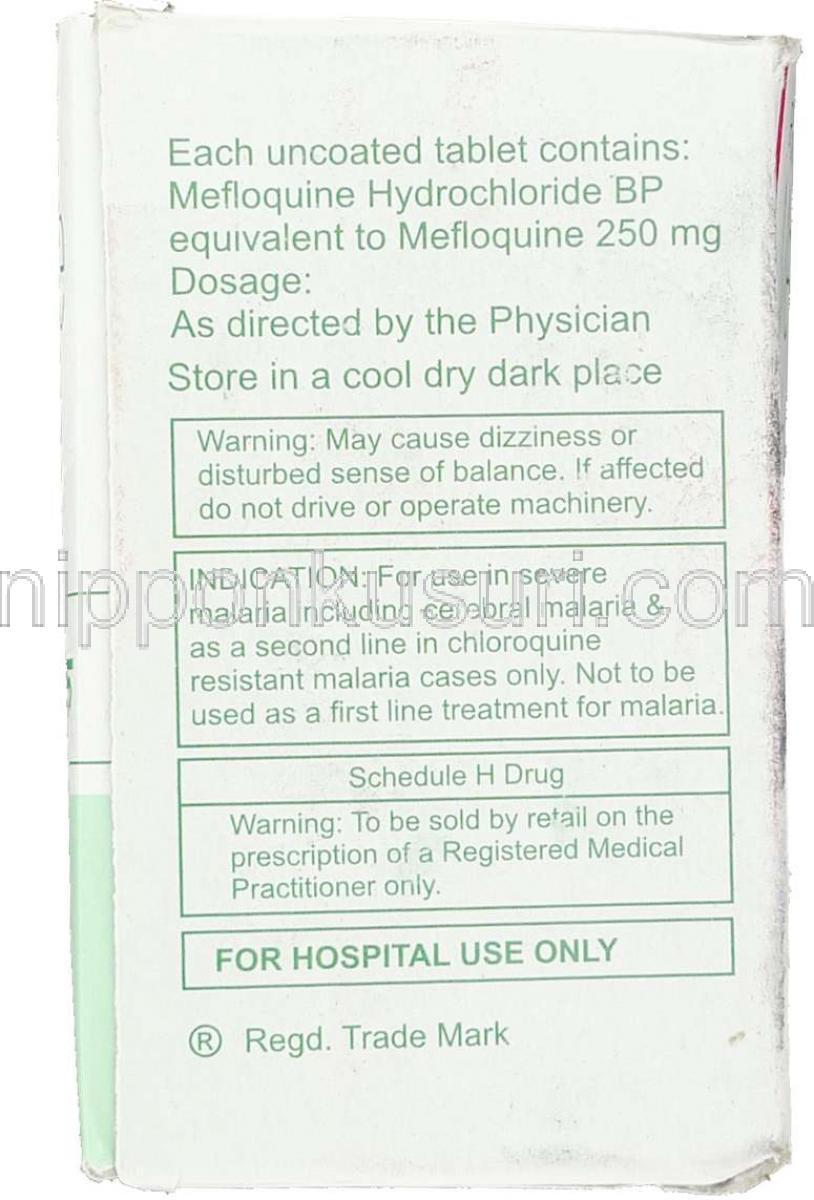 Each uncoated tablet contains:
Mefloquine Hydrochloride BP
equivalent to Mefloquine 250 mg
Dosage:
As directed by the Physician
Store in a cool dry dark place
Warning: May cause dizziness or
disturbed sense of balance. If affected
do not drive or operate machinery.
INDICATION: For use in severe
malaria including cerebral malaria &
as a second line in chloroquine
resistant malaria cases only. Not to be
used as a first line treatment for malaria.
nipponkusuri.com
Schedule H Drug
Warning: To be sold by retail on the
prescription of a Registered Medical
Practitioner only.
FOR HOSPITAL USE ONLY
® Regd. Trade Mark